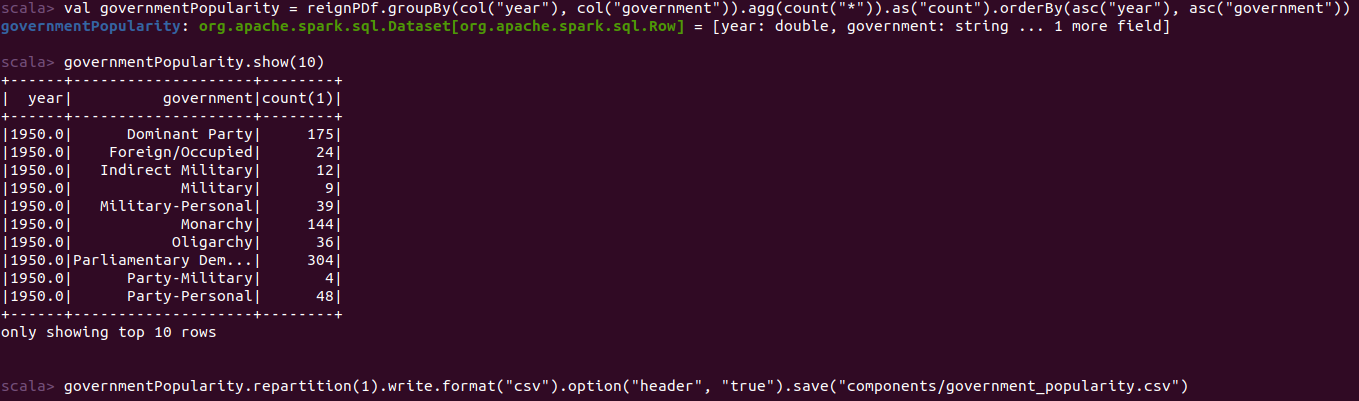 scala> val governmentPopularity = reignPDf.groupBy(col("year"), col("government")).agg(count("*")).as("count").orderBy(asc("year"), asc("government"))
governmentPopularity: org.apache.spark.sql.Dataset[org.apache.spark.sql.Row] = [year: double, government: string ... 1 more field]

scala> governmentPopularity.show(10)
+------+--------------------+--------+
|  year|          government|count(1)|
+------+--------------------+--------+
|1950.0|      Dominant Party|     175|
|1950.0|    Foreign/Occupied|      24|
|1950.0|   Indirect Military|      12|
|1950.0|            Military|       9|
|1950.0|   Military-Personal|      39|
|1950.0|            Monarchy|     144|
|1950.0|           Oligarchy|      36|
|1950.0|Parliamentary Dem...|     304|
|1950.0|      Party-Military|       4|
|1950.0|      Party-Personal|      48|
+------+--------------------+--------+
only showing top 10 rows

scala> governmentPopularity.repartition(1).write.format("csv").option("header", "true").save("components/government_popularity.csv")